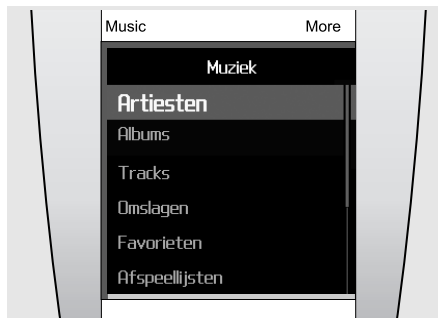 Music More
Muziek
Artiesten
Albums
Tracks
Omslagen
Favorieten
Afspeellijsten